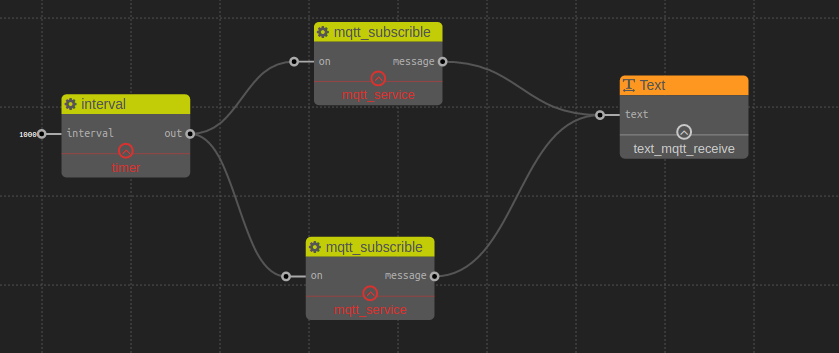 mqtt_subscrible
on
message
mqtt_service
Text
text
text_mqtt_receive
interval
1000
interval
out
timer
mqtt_subscrible
on
message
mqtt_service